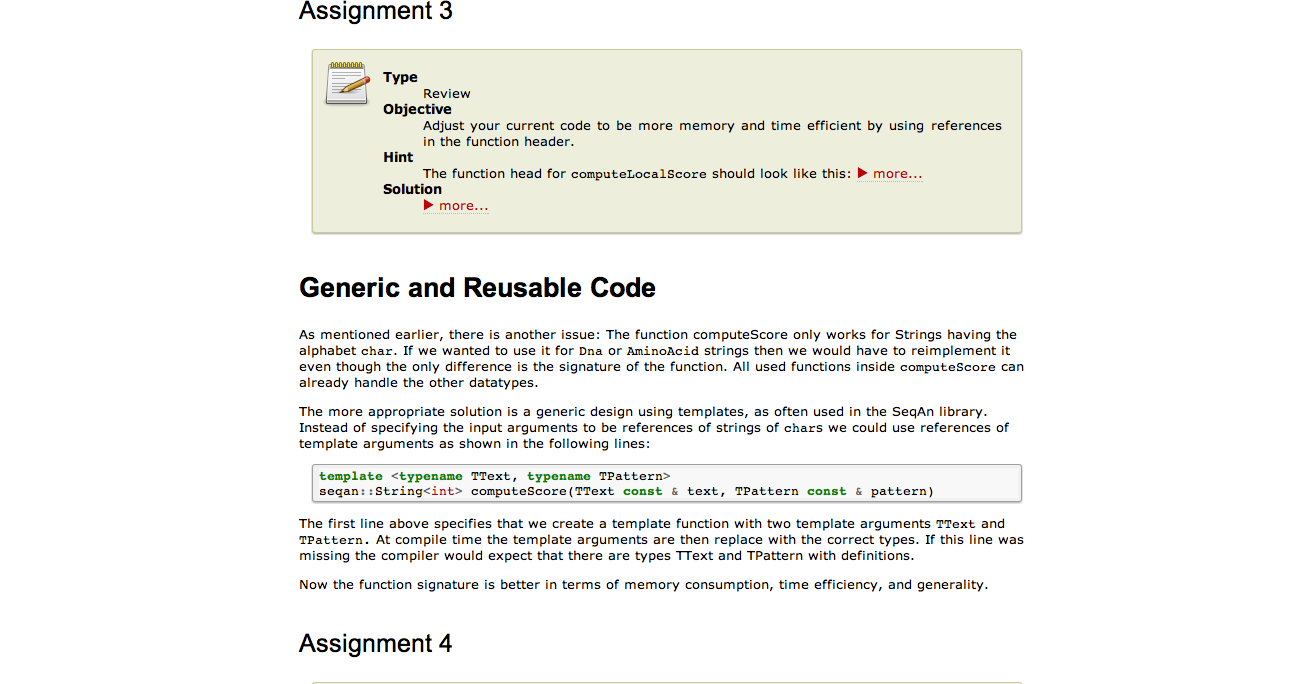 Assignment 3
Type
Review
Objective
Adjust your current code to be more memory and time efficient by using references
in the function header.
Hint
The function head for computeLocalScore should look like this: ▶ more...
Solution
▶ more...
Generic and Reusable Code
As mentioned earlier, there is another issue: The function computeScore only works for Strings having the
alphabet char. If we wanted to use it for Dna or AminoAcid strings then we would have to reimplement it
even though the only difference is the signature of the function. All used functions inside computeScore can
already handle the other datatypes.
The more appropriate solution is a generic design using templates, as often used in the SeqAn library.
Instead of specifying the input arguments to be references of strings of chars we could use references of
template arguments as shown in the following lines:
template <typename TText, typename TPattern>
seqan::String<int> computeScore(TText const & text, TPattern const & pattern)
The first line above specifies that we create a template function with two template arguments TText and
TPattern. At compile time the template arguments are then replace with the correct types. If this line was
missing the compiler would expect that there are types TText and TPattern with definitions.
Now the function signature is better in terms of memory consumption, time efficiency, and generality.
Assignment 4